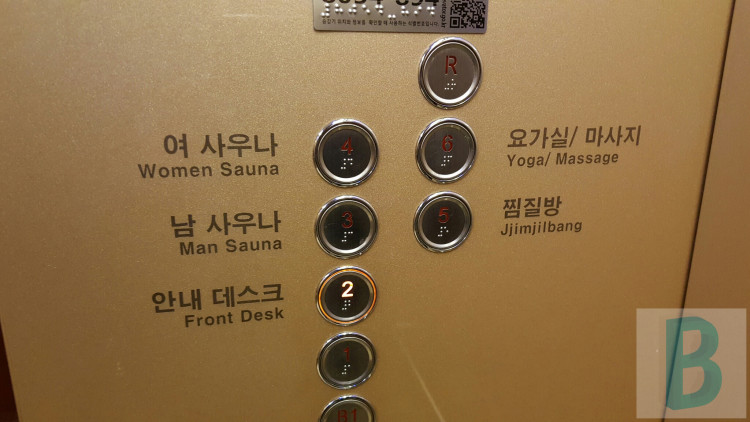 R
여 사우나
Women Sauna
4
6
요가실/ 마사지
Yoga/ Massage
남 사우나
Man Sauna
3
5
찜질방
Jjimjilbang
안내 데스크
Front Desk
2
1
B1
B